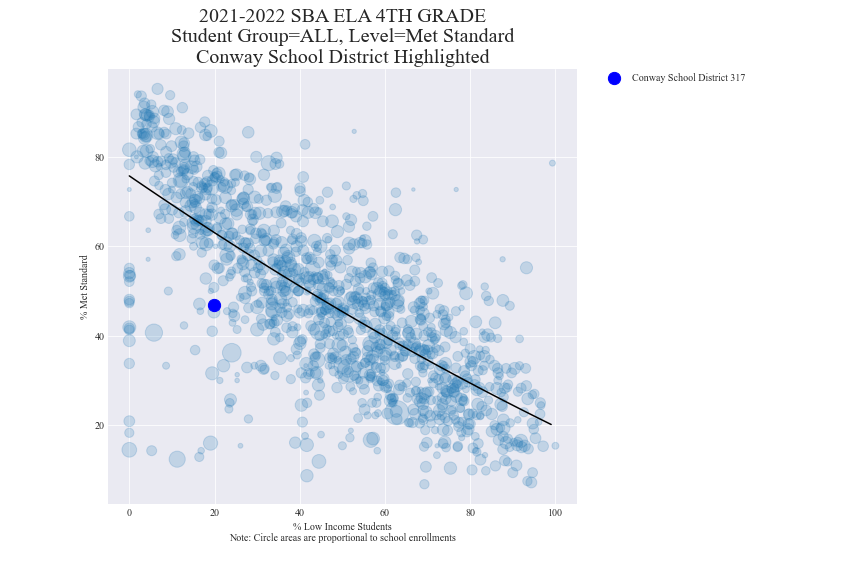 2021-2022 SBA ELA 4TH GRADE
Student Group=ALL, Level=Met Standard
Conway School District Highlighted
Conway School District 317
% Met Standard
80
60
40
20
0 20 40 60 80 100
% Low Income Students
Note: Circle areas are proportional to school enrollments